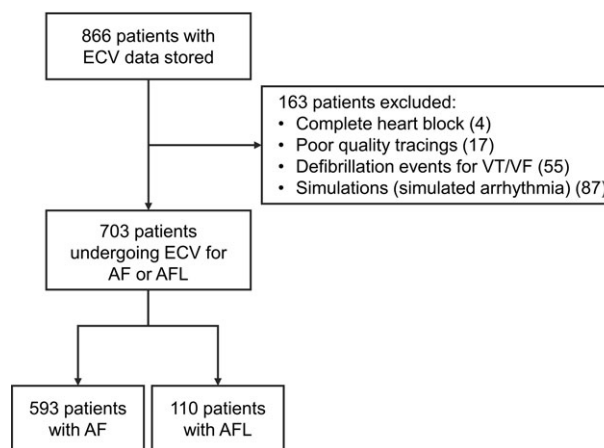 866 patients with
ECV data stored
163 patients excluded:
• Complete heart block (4)
• Poor quality tracings (17)
• Defibrillation events for VT/VF (55)
• Simulations (simulated arrhythmia) (87)
703 patients
undergoing ECV for
AF or AFL
593 patients
with AF
110 patients
with AFL